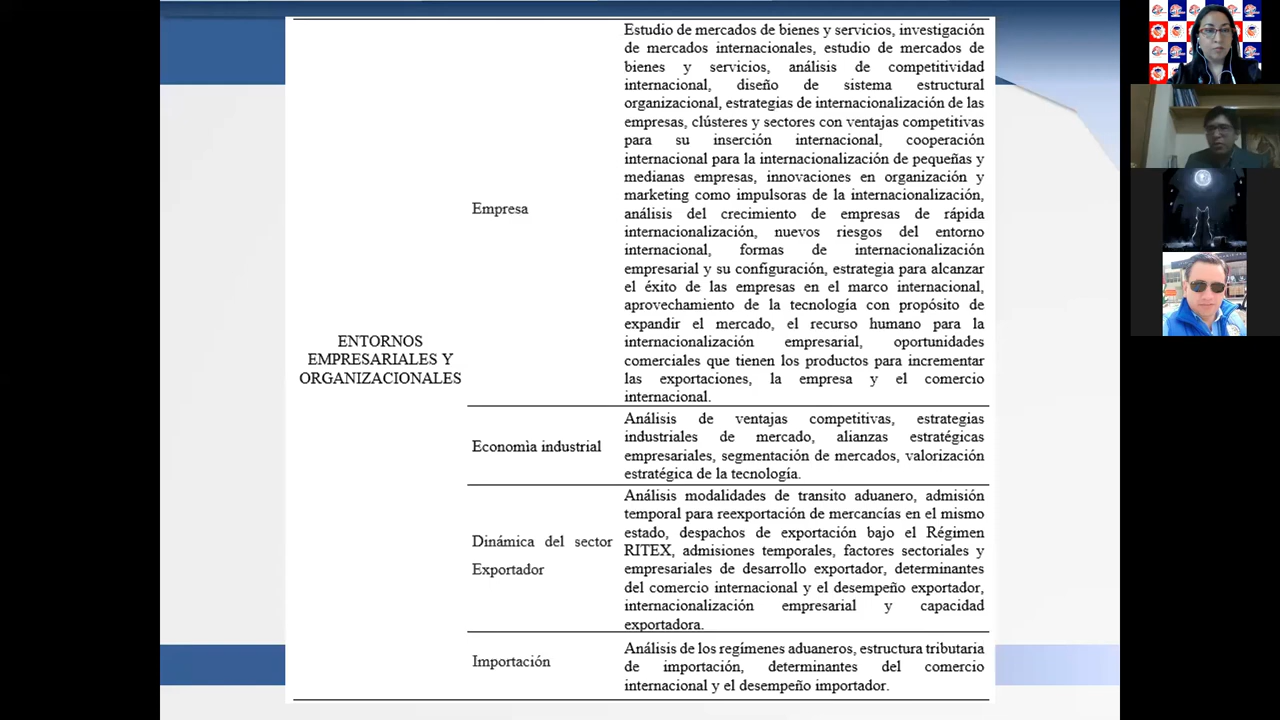 Estudio de mercados de bienes y servicios, investigación
de mercados internacionales, estudio de mercados de
bienes y servicios, análisis de competitividad
internacional, diseño de sistema estructural
organizacional, estrategias de internacionalización de las
empresas, clústeres y sectores con ventajas competitivas
para su inserción internacional, cooperación
internacional para la internacionalización de pequeñas y
medianas empresas, innovaciones en organización y
marketing como impulsoras de la internacionalización,
Empresa
análisis del crecimiento de empresas de rápida
internacionalización, nuevos riesgos del entorno
internacional, formas de internacionalización
empresarial y su configuración, estrategia para alcanzar
el éxito de las empresas en el marco internacional,
aprovechamiento de la tecnología con propósito de
expandir el mercado, el recurso humano para la
internacionalización empresarial, oportunidades
comerciales que tienen los productos para incrementar
las exportaciones, la empresa y el comercio
internacional.
ENTORNOS
EMPRESARIALES Y
ORGANIZACIONALES
Economìa industrial
Análisis de ventajas competitivas, estrategias
industriales de mercado, alianzas estratégicas
empresariales, segmentación de mercados, valorización
estratégica de la tecnología.
Dinámica del sector
Exportador
Análisis modalidades de transito aduanero, admisión
temporal para reexportación de mercancías en el mismo
estado, despachos de exportación bajo el Régimen
RITEX, admisiones temporales, factores sectoriales y
empresariales de desarrollo exportador, determinantes
del comercio internacional y el desempeño exportador,
internacionalización empresarial y capacidad
exportadora.
Importación
Análisis de los regímenes aduaneros, estructura tributaria
de importación, determinantes del comercio
internacional y el desempeño importador.